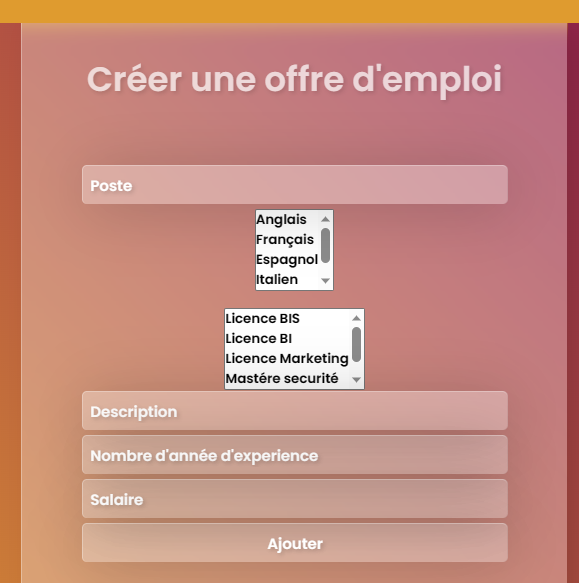 Créer une offre d'emploi
Poste
Anglais
Français
Espagnol
Italien
Licence BIS
Licence BI
Licence Marketing
Mastére securité
Description
Nombre d'année d'experience
Salaire
Ajouter